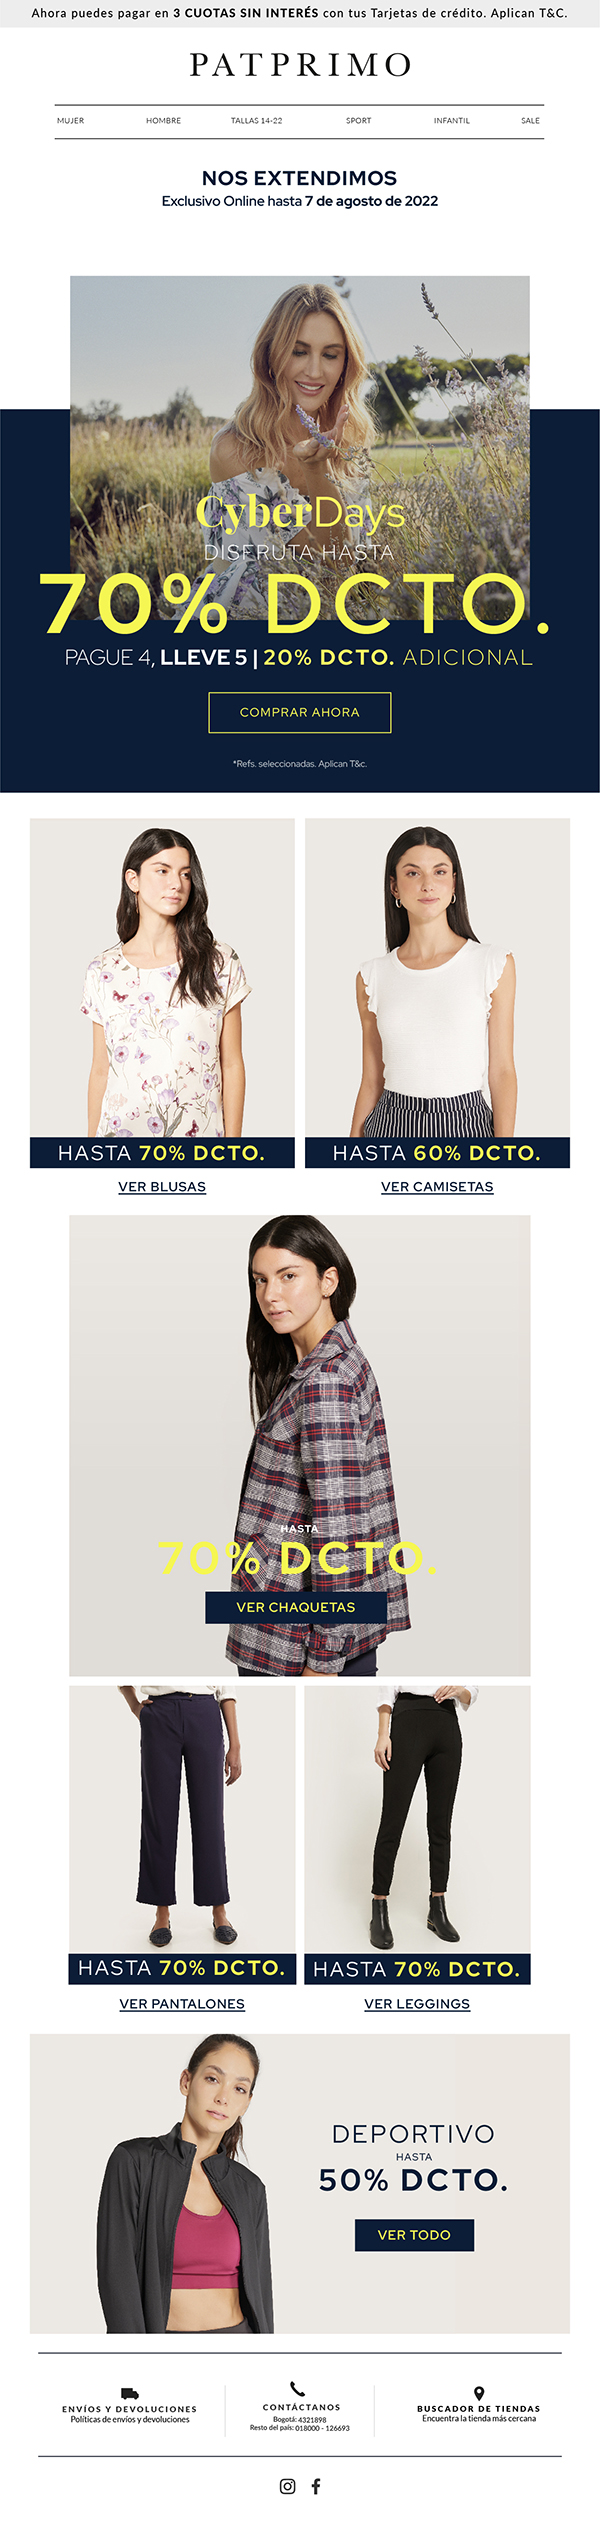 Ahora puedes pagar en 3 CUOTAS SIN INTERÉS con tus Tarjetas de crédito. Aplican T&C.
PATPRIMO
MUJER HOMBRE TALLAS 14-22 SPORT INFANTIL SALE
NOS EXTENDIMOS
Exclusivo Online hasta 7 de agosto de 2022
CyberDays
DISFRUTA HASTA
70% DCTO.
PAGUE 4, LLEVE 5 | 20% DCTO. ADICIONAL
COMPRAR AHORA
*Refs. seleccionadas. Aplican T&c.
HASTA 70% DCTO. HASTA 60% DCTO.
VER BLUSAS VER CAMISETAS
HASTA
70% DCTO.
VER CHAQUETAS
HASTA 70% DCTO. HASTA 70% DCTO.
VER PANTALONES VER LEGGINGS
DEPORTIVO
HASTA
50% DCTO.
VER TODO
ENVÍOS Y DEVOLUCIONES
Políticas de envíos y devoluciones
CONTÁCTANOS
Bogotá: 4321898
Resto del país: 018000 - 126693
BUSCADOR DE TIENDAS
Encuentra la tienda más cercana